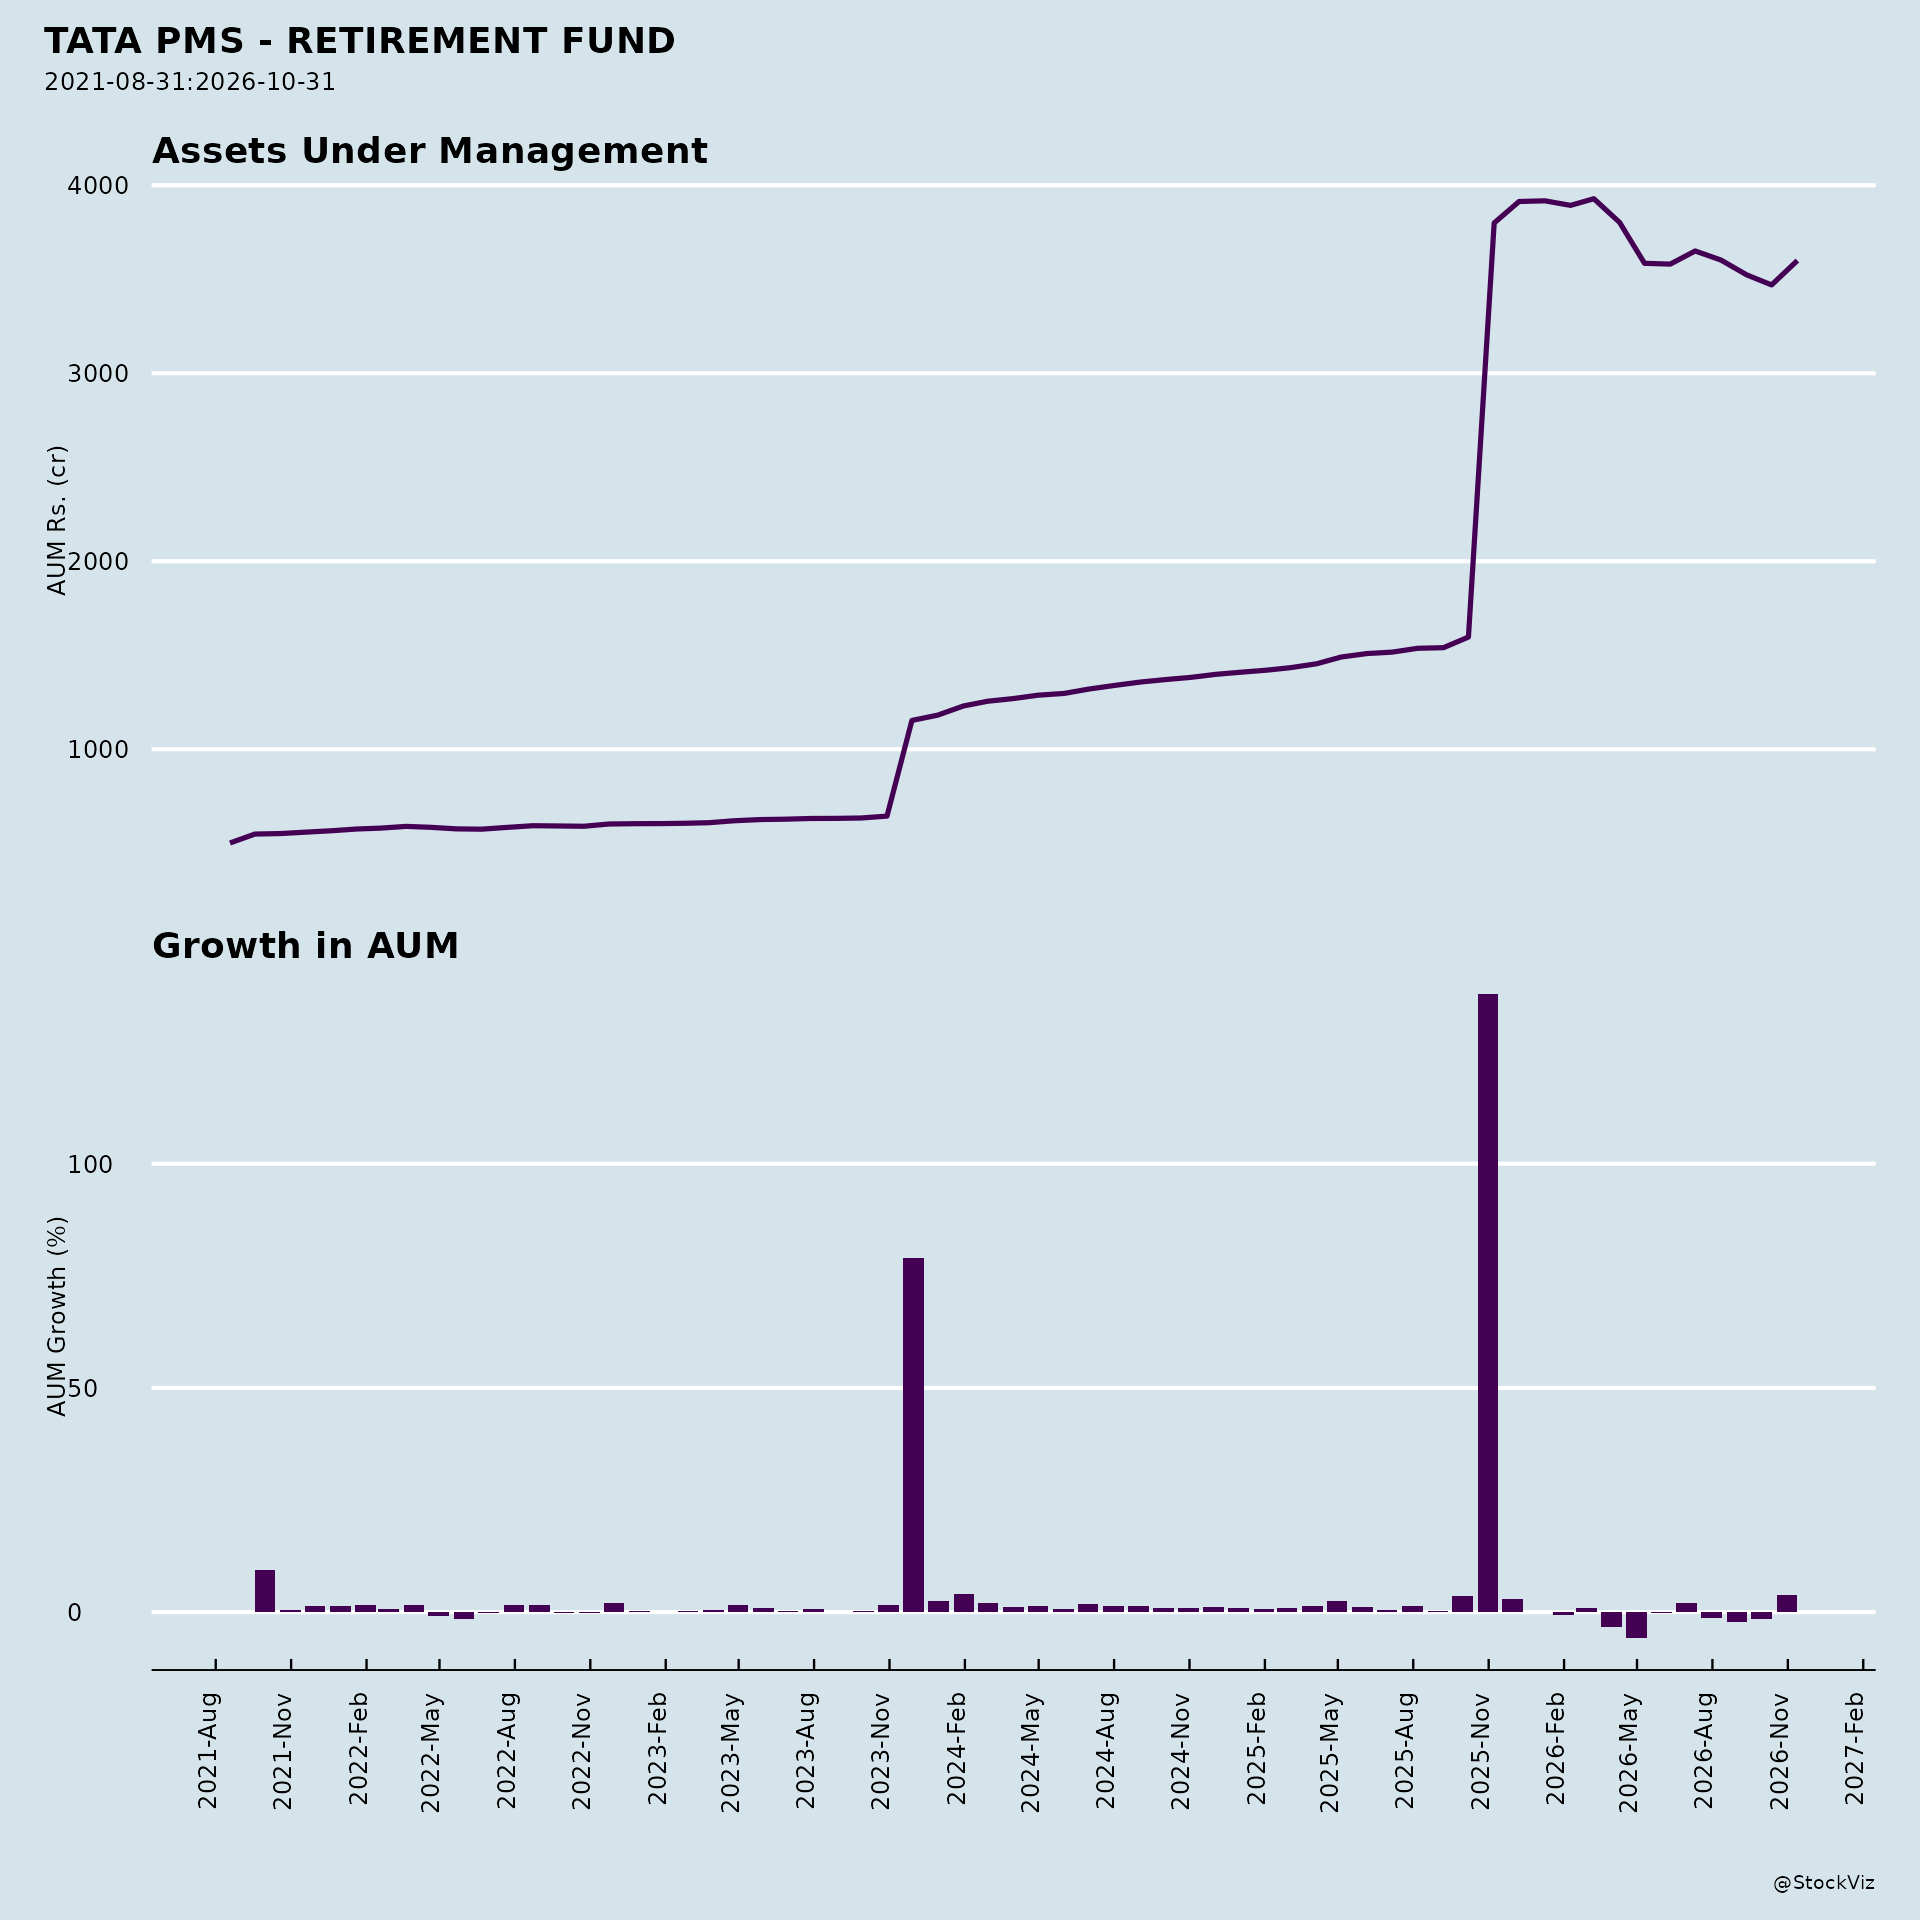 TATA PMS - RETIREMENT FUND
2021-08-31:2026-10-31
Assets Under Management
4000
3000
2000
1000
AUM Rs. (cr)
Growth in AUM
100
50
0
AUM Growth (%)
2021-Aug
2021-Nov
2022-Feb
2022-May
2022-Aug
2022-Nov
2023-Feb
2023-May
2023-Aug
2023-Nov
2024-Feb
2024-May
2024-Aug
2024-Nov
2025-Feb
2025-May
2025-Aug
2025-Nov
2026-Feb
2026-May
2026-Aug
2026-Nov
2027-Feb
@StockViz